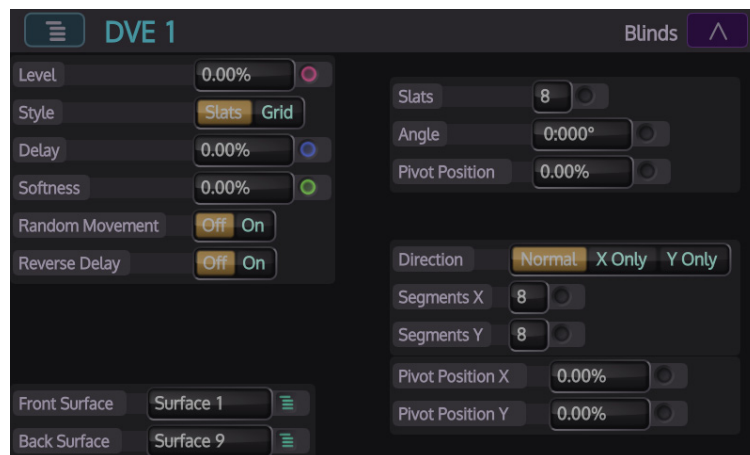 DVE 1
Blinds
Level 0.00%
Style Slats Grid
Delay 0.00%
Softness 0.00%
Random Movement Off On
Reverse Delay Off On
Front Surface Surface 1
Back Surface Surface 9
Slats 8
Angle 0:000°
Pivot Position 0.00%
Direction Normal X Only Y Only
Segments X 8
Segments Y 8
Pivot Position X 0.00%
Pivot Position Y 0.00%